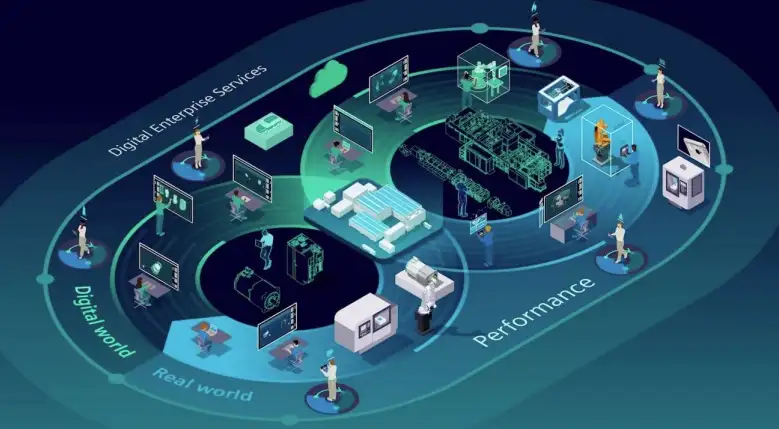 Digital Enterprise Services
Digital world
Real world
Performance